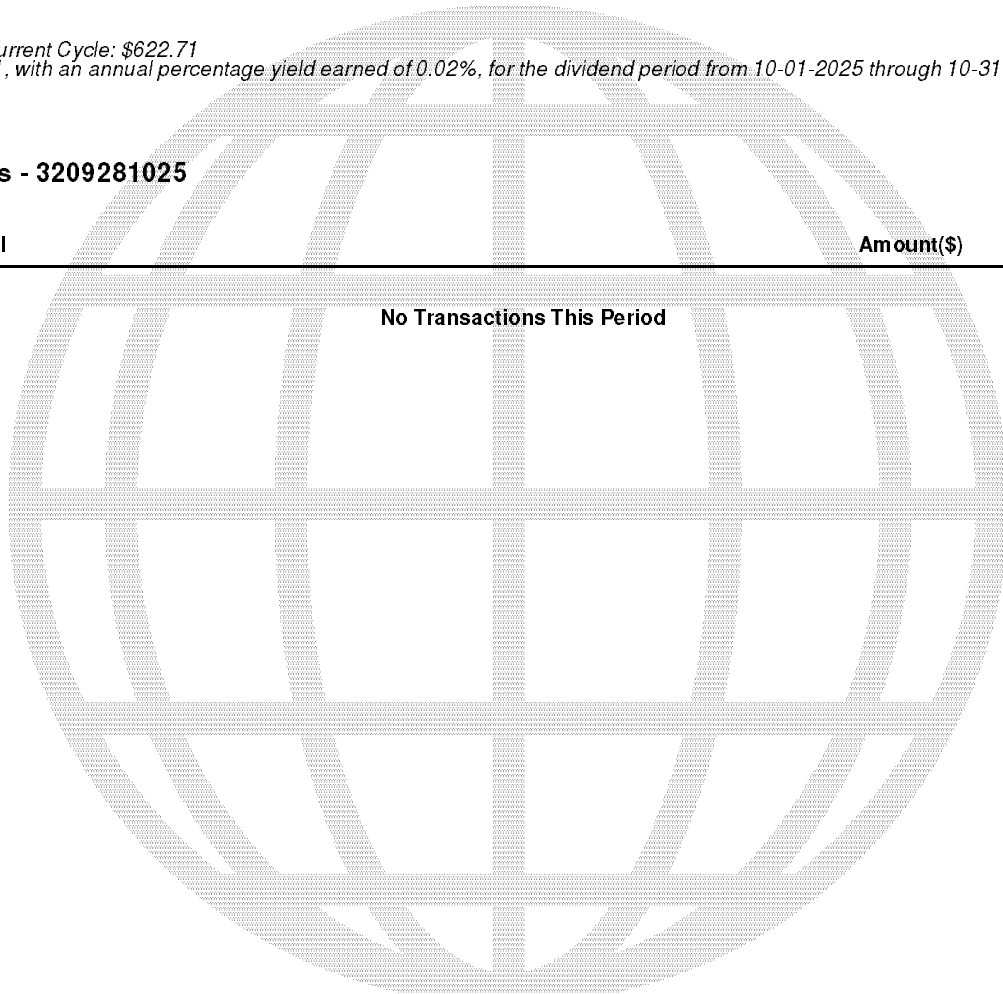 urrent Cycle: $622.71
, with an annual percentage yield earned of 0.02%, for the dividend period from 10-01-2025 through 10-31
s - 3209281025
l Amount($)
No Transactions This Period